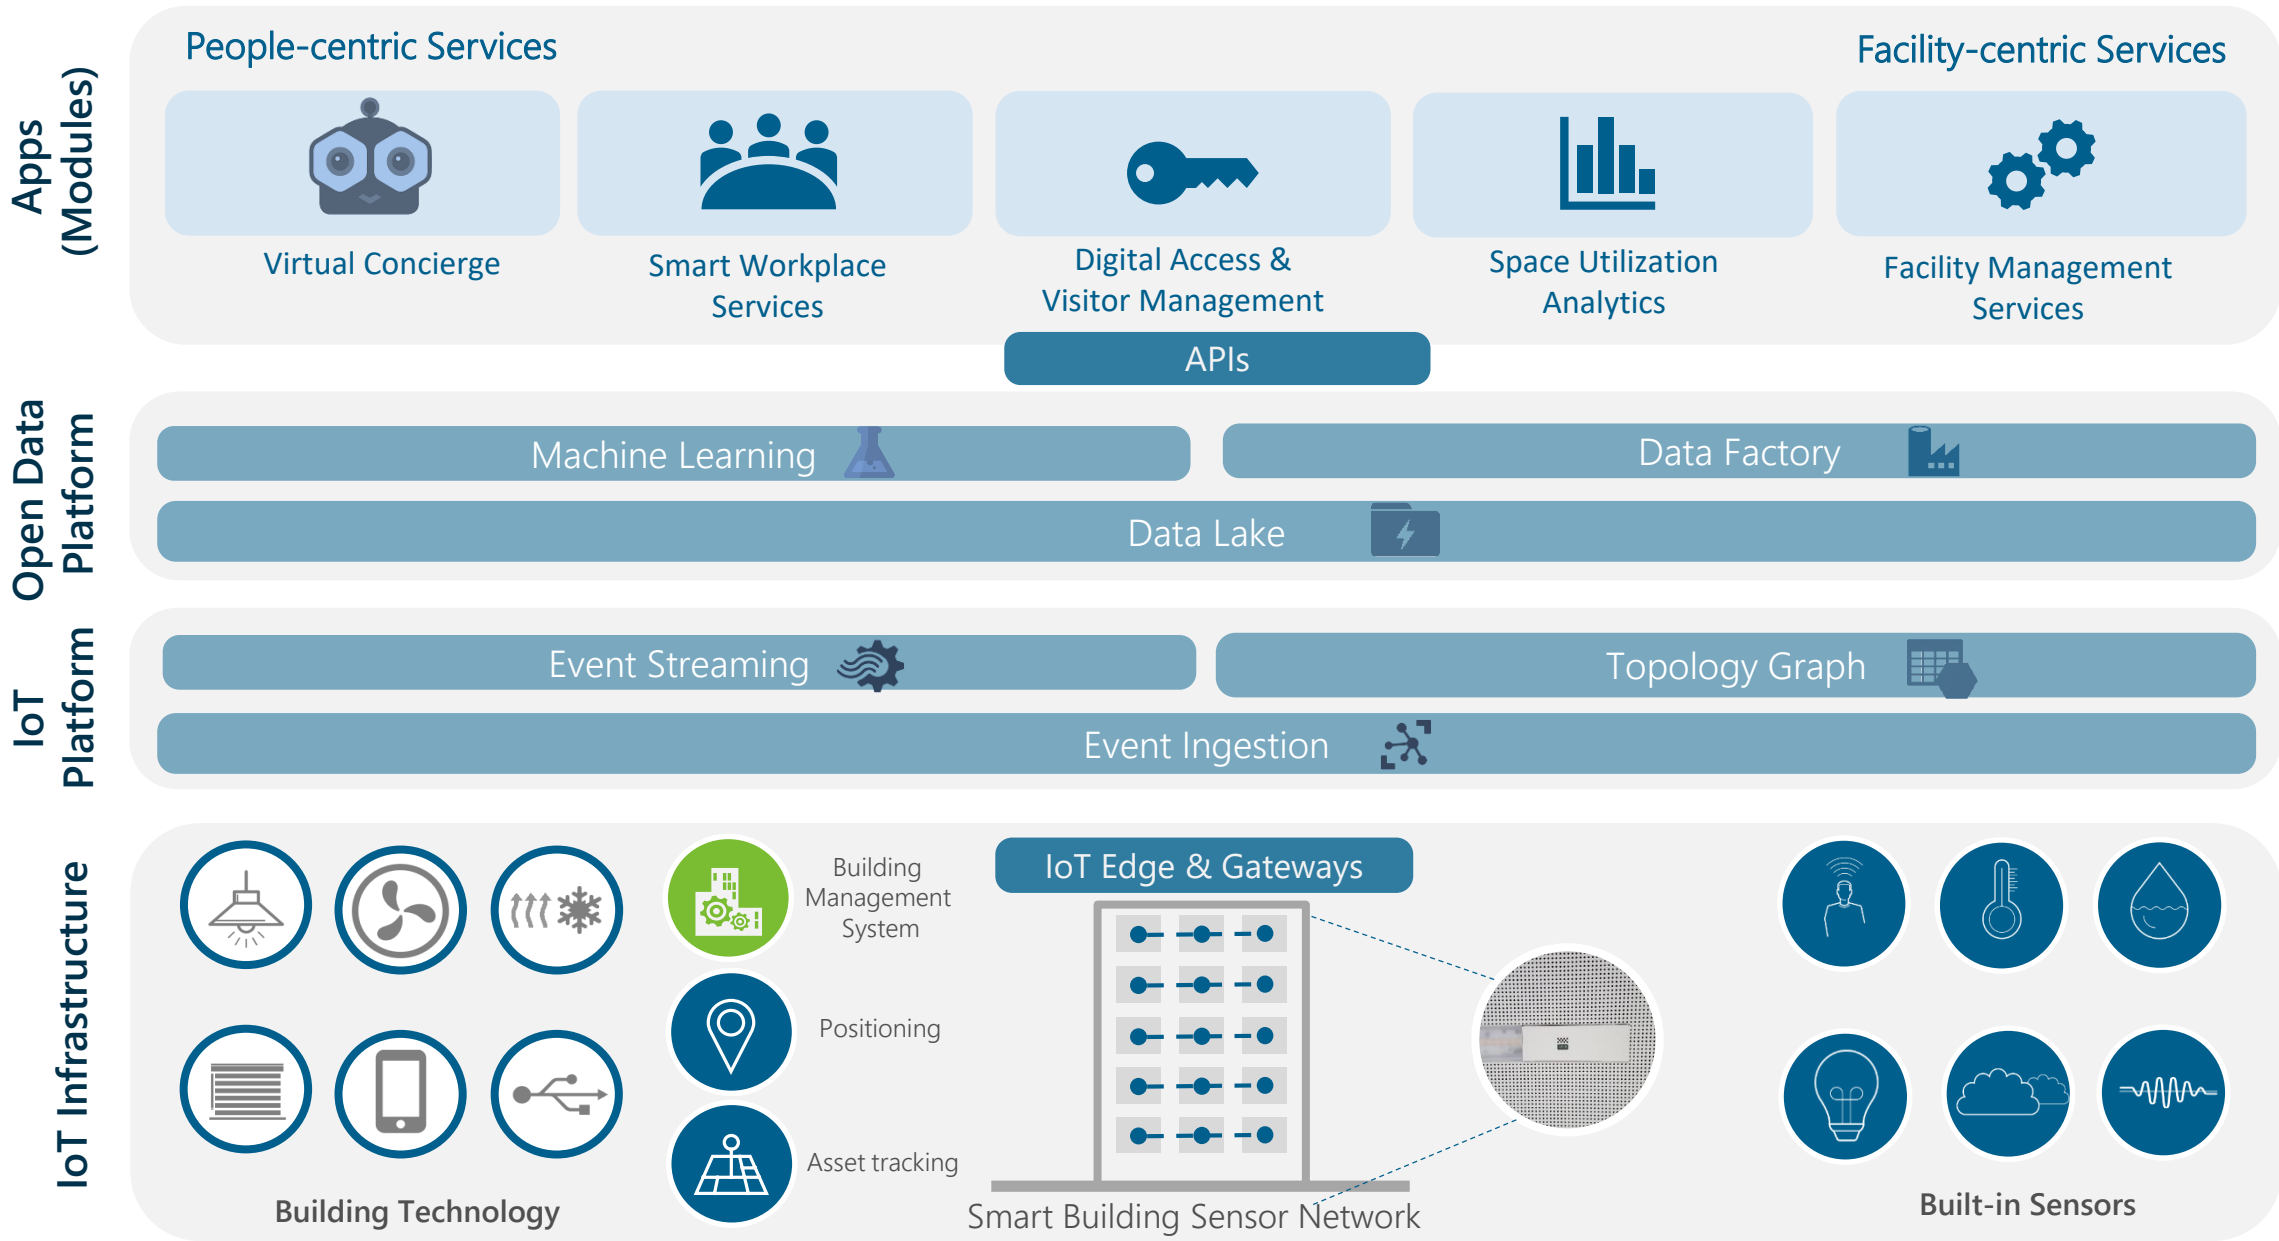 People-centric Services
Facility-centric Services
Apps
(Modules)
Virtual Concierge
Smart Workplace
Services
Digital Access &
Visitor Management
Space Utilization
Analytics
Facility Management
Services
APIs
Open Data
Platform
Machine Learning
Data Factory
Data Lake
IoT
Platform
Event Streaming
Topology Graph
Event Ingestion
IoT Infrastructure
Building
Management
System
Positioning
Asset tracking
Building Technology
IoT Edge & Gateways
Smart Building Sensor Network
Built-in Sensors